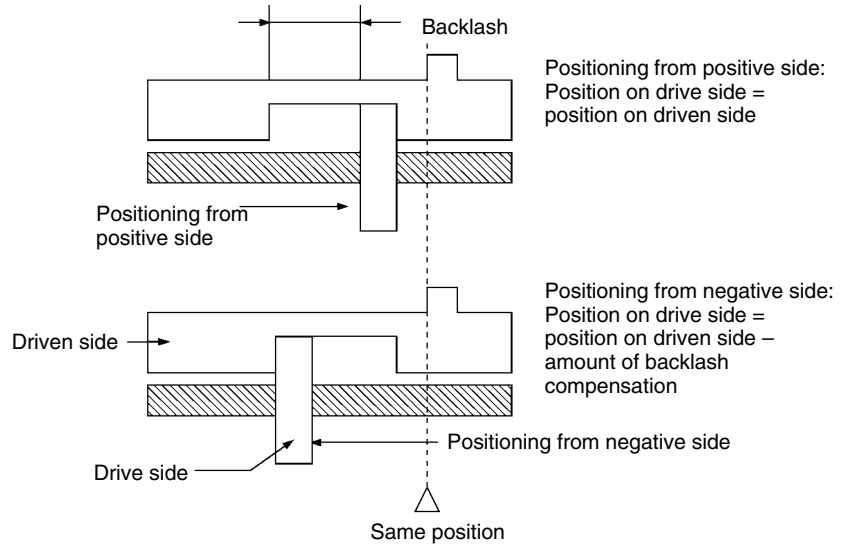 Backlash
Positioning from positive side:
Position on drive side =
position on driven side
Positioning from
positive side
Positioning from negative side:
Position on drive side =
position on driven side –
amount of backlash
compensation
Driven side
Positioning from negative side
Drive side
Same position